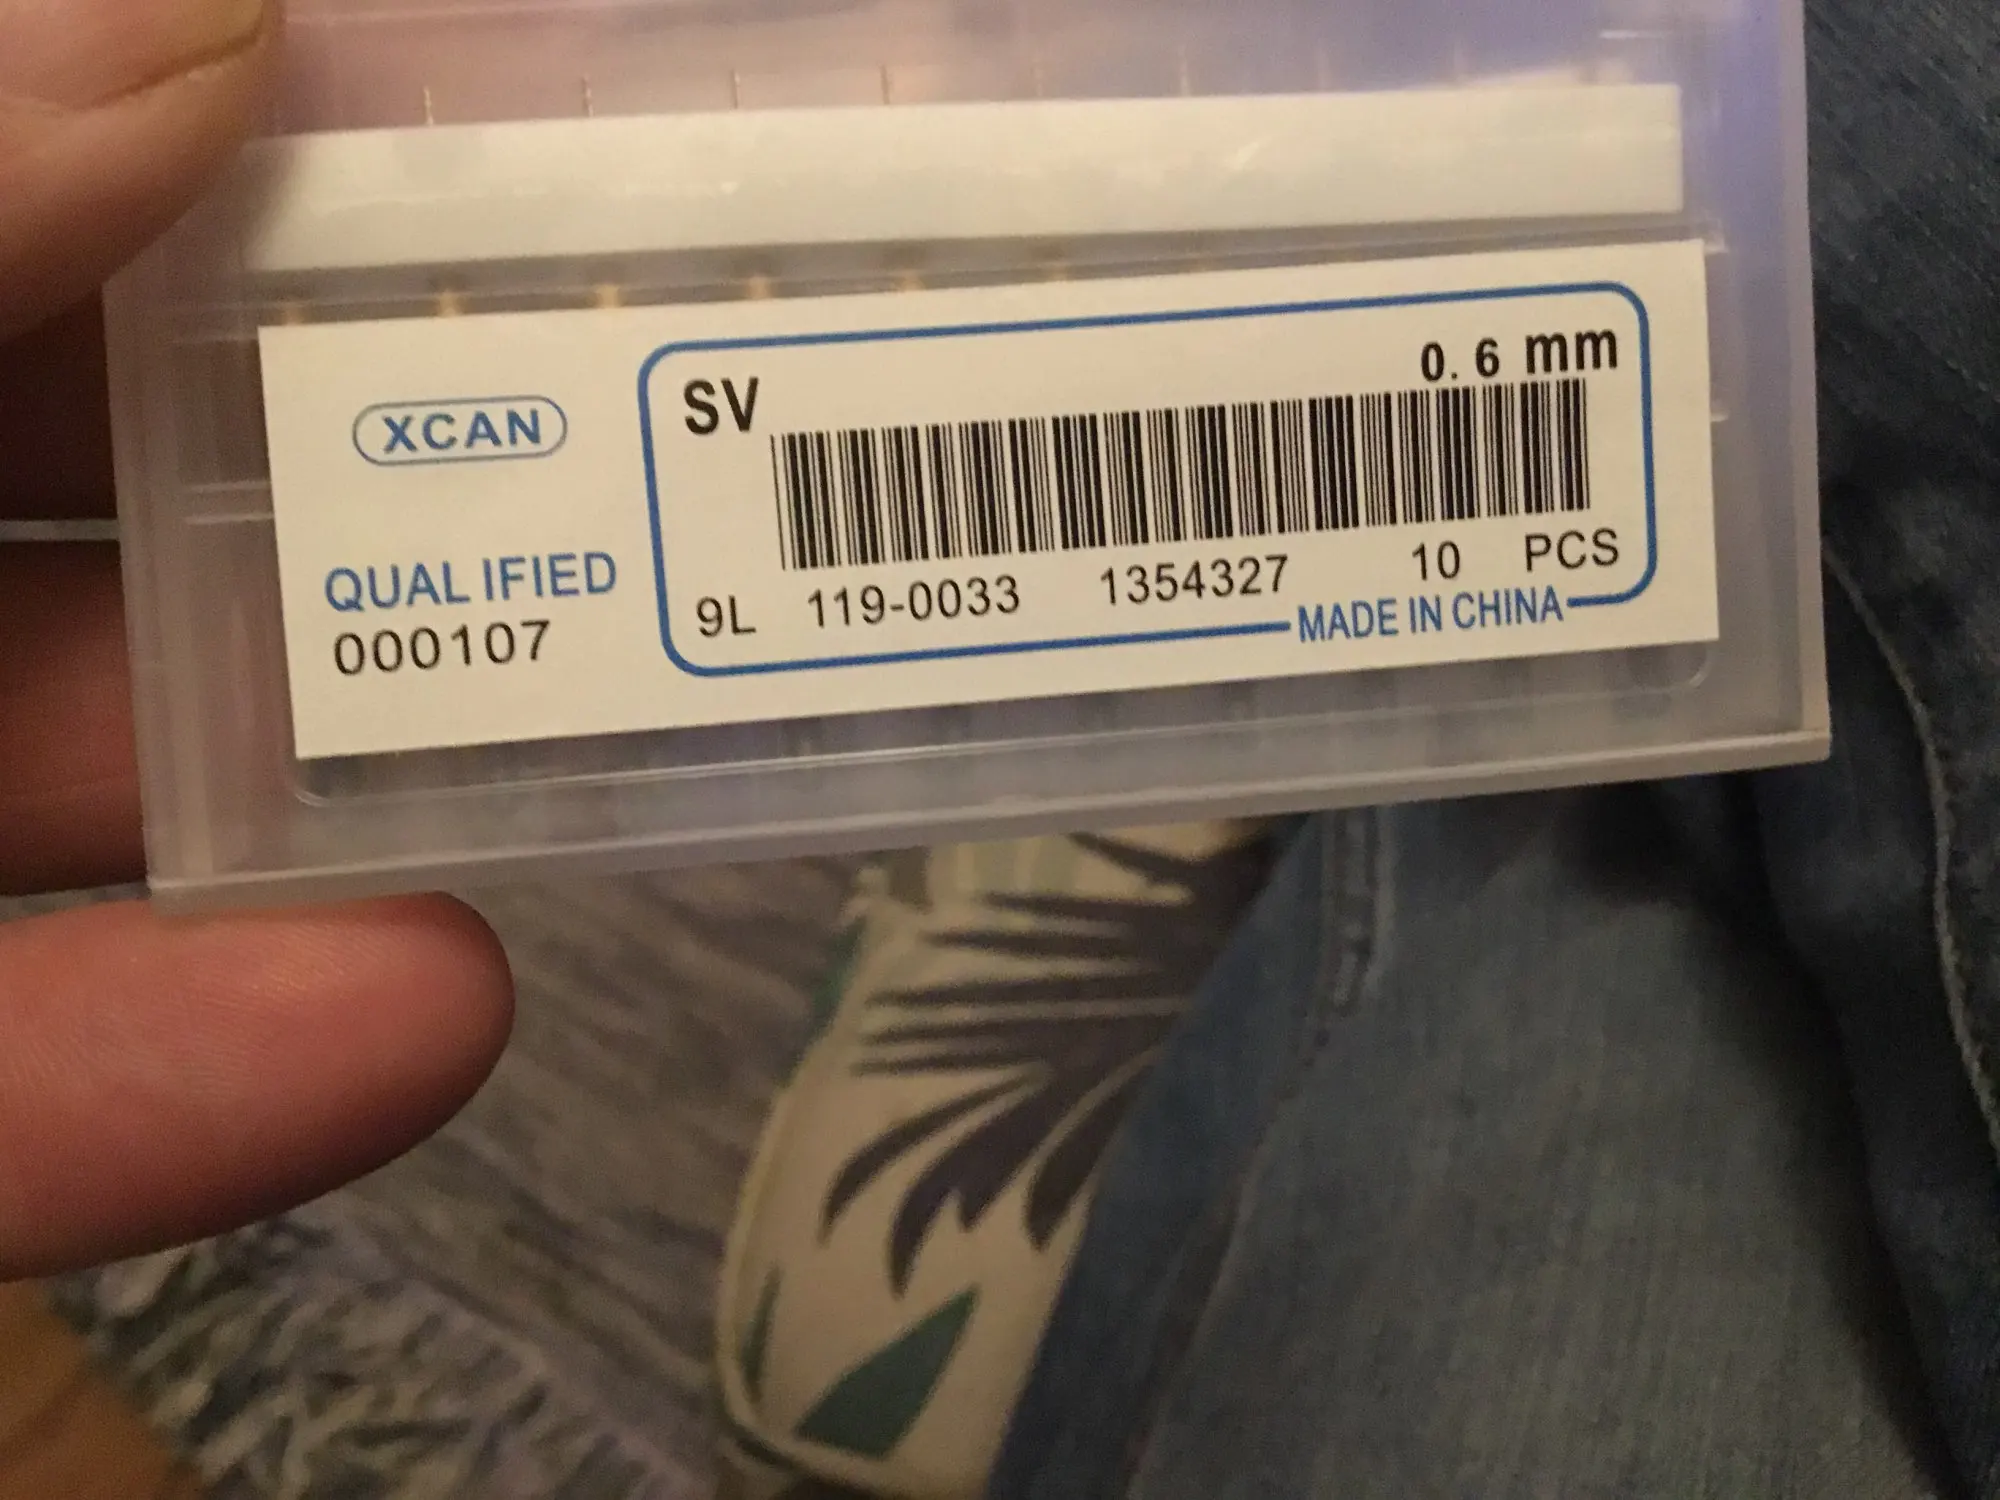 XCAN
QUALIFIED
000107
SV
0.6 mm
9L 119-0033 1354327 10 PCS
MADE IN CHINA